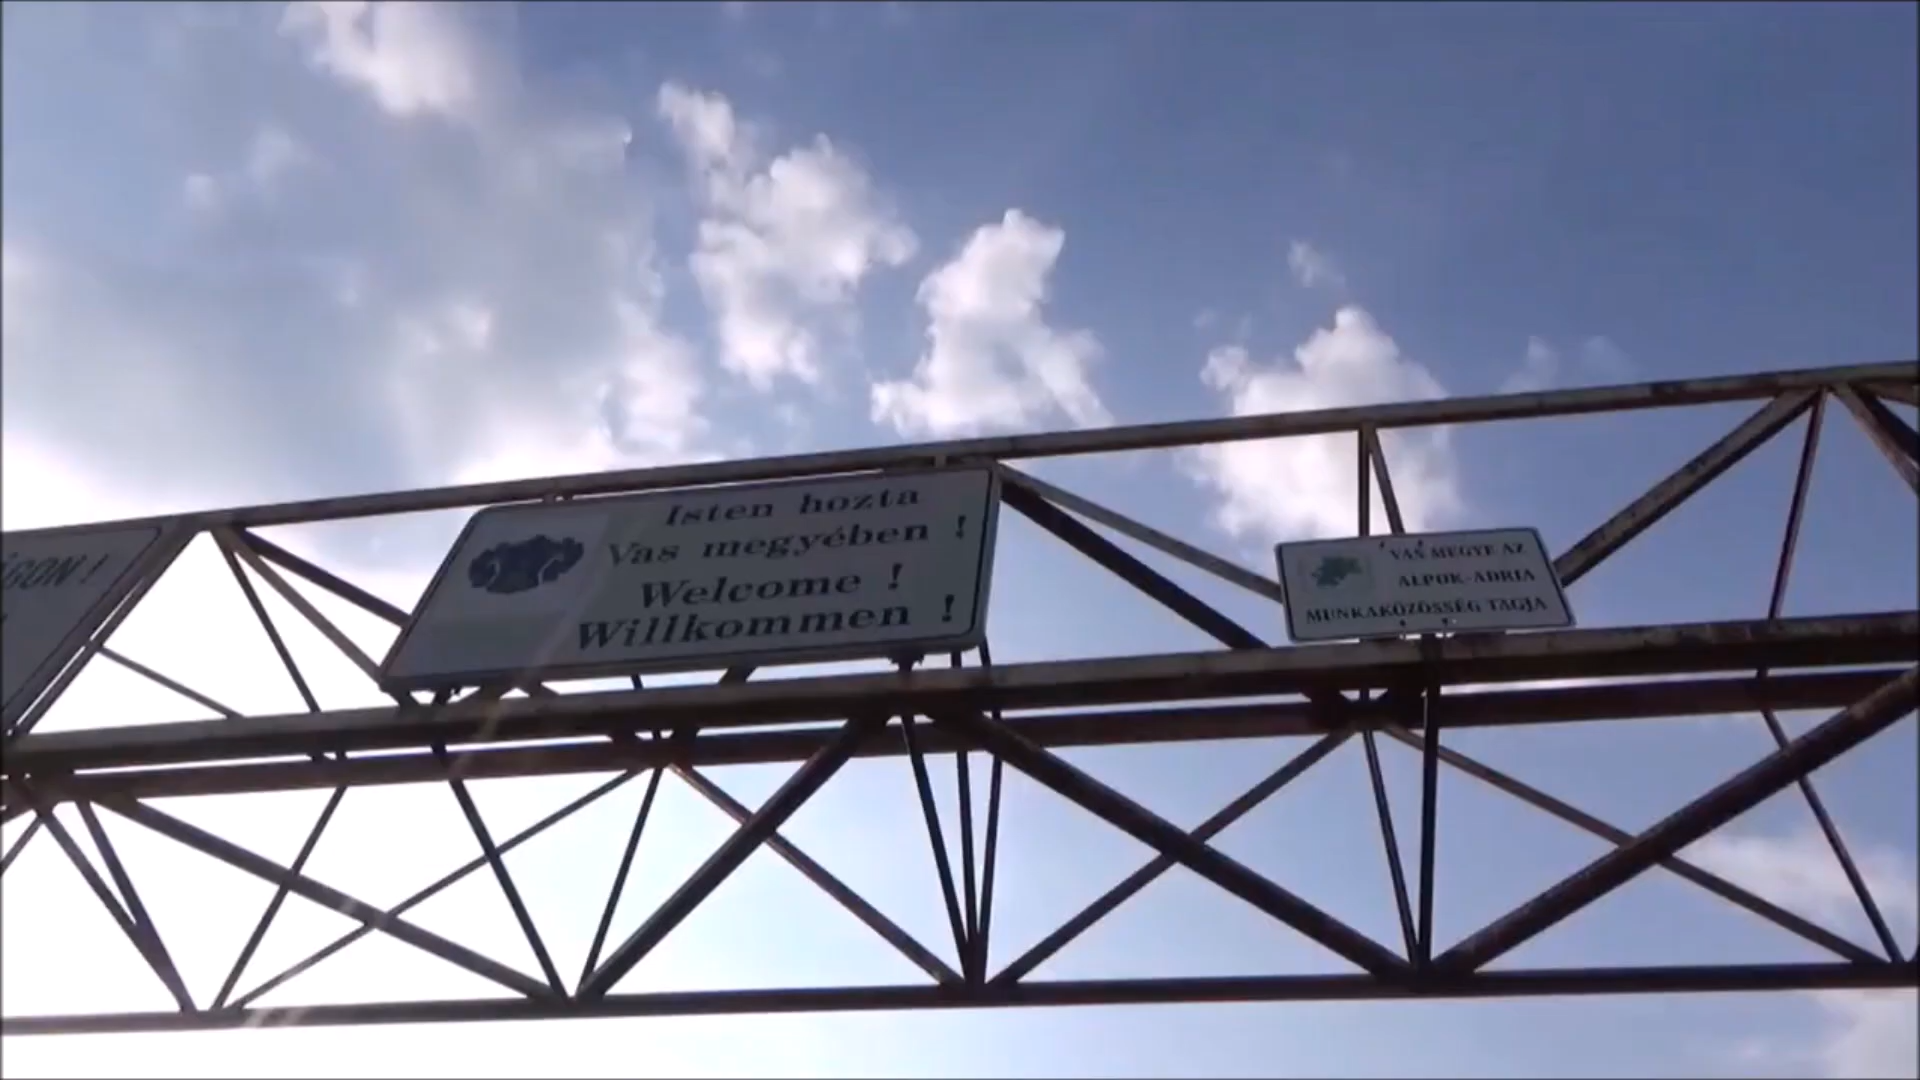 Isten hozta
Vas megyében !
Welcome !
Willkommen !
VAS MEGYE AZ
ALPOK-ADRIA
MUNKAKÖZÖSSÉG TAGJA